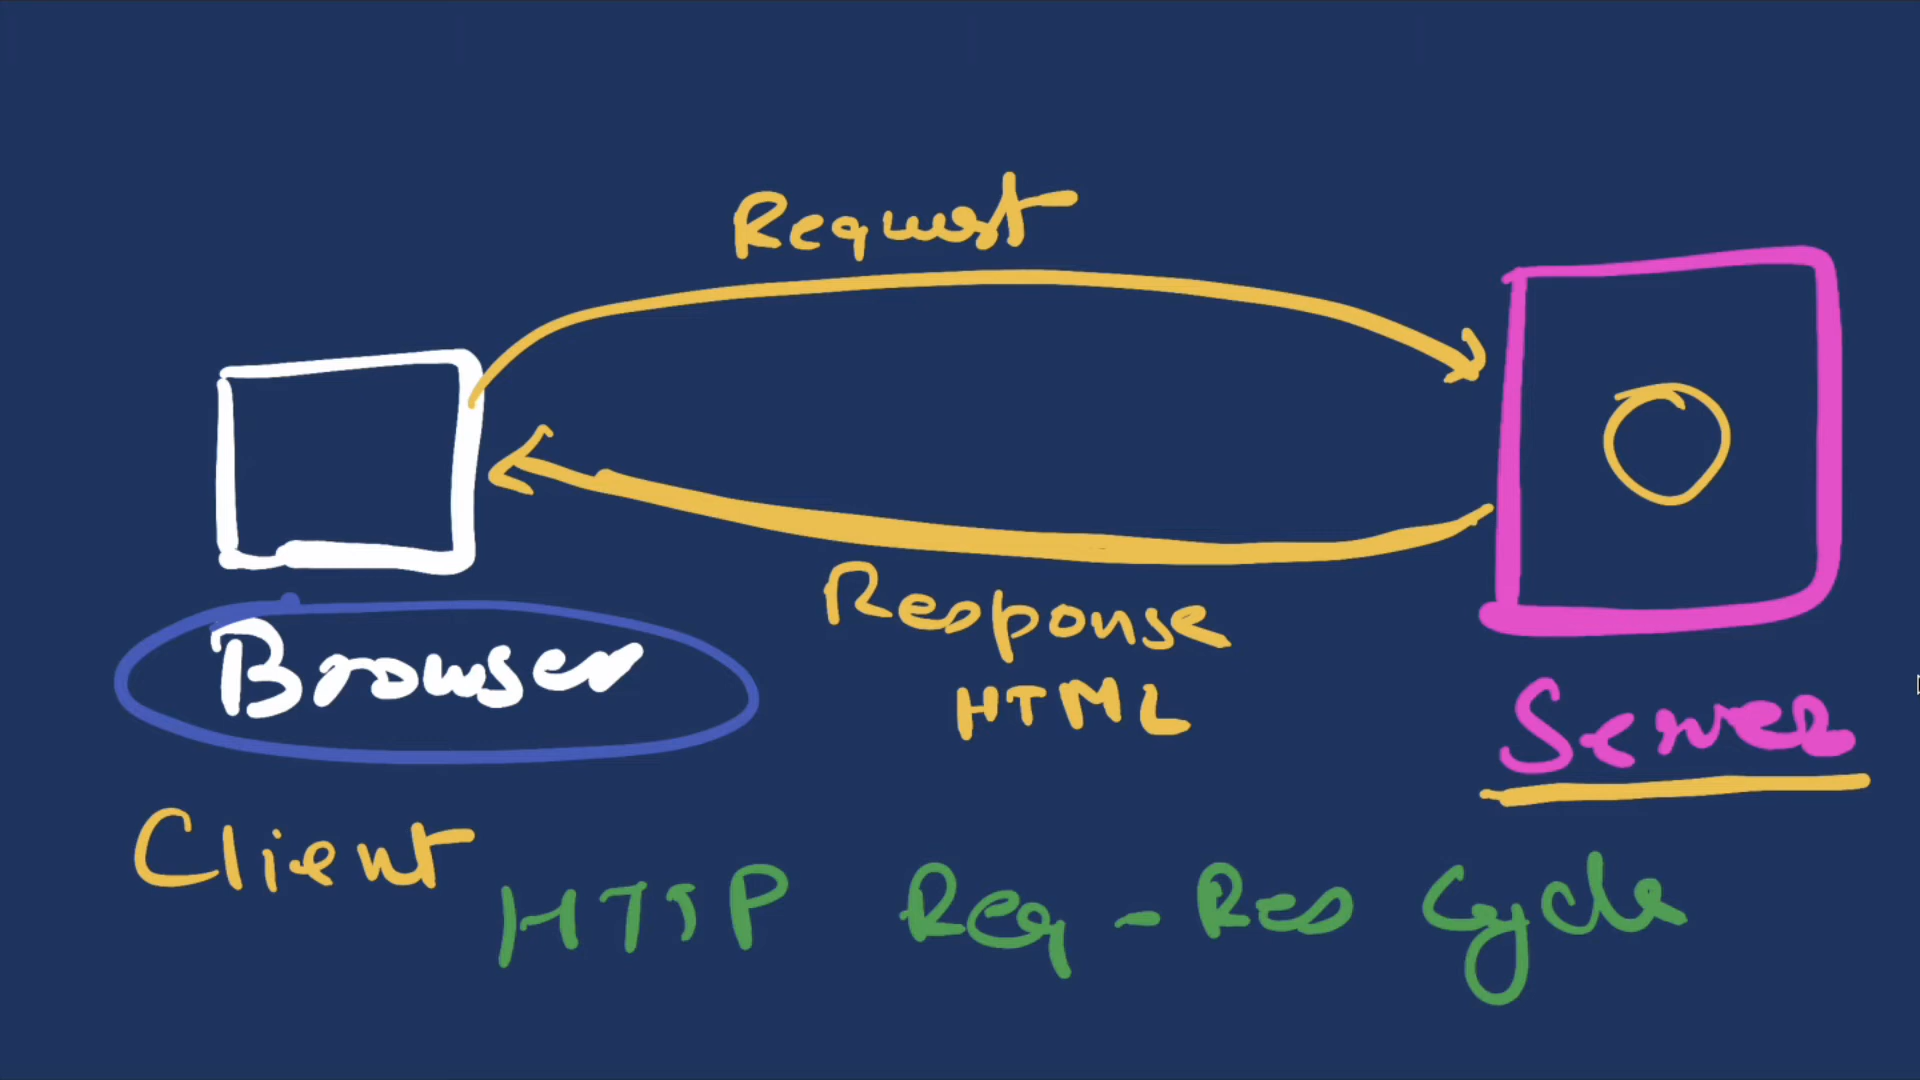 Request
Response
HTML
Browser
Server
Client
HTTP Req - Res Cycle